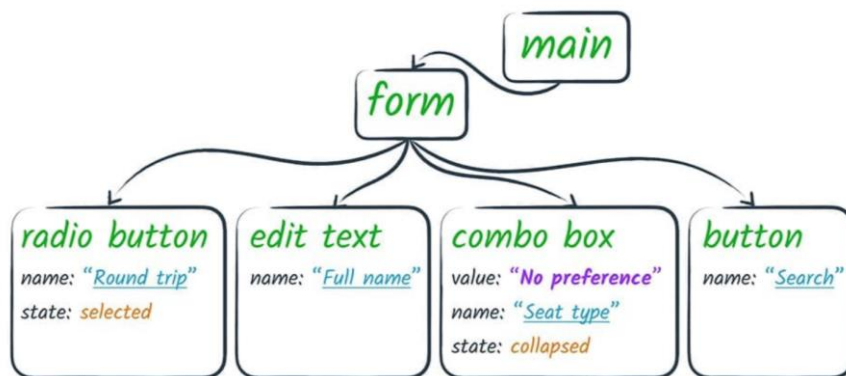 main
form
radio button
name: “Round trip”
state: selected
edit text
name: “Full name”
combo box
value: “No preference”
name: “Seat type”
state: collapsed
button
name: “Search”